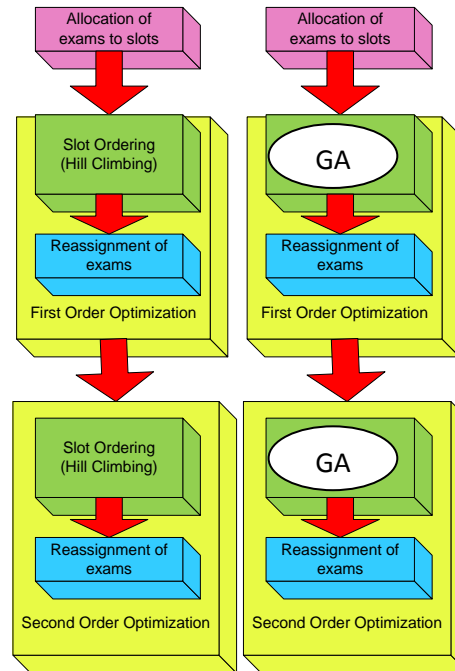 Allocation of
exams to slots
Slot Ordering
(Hill Climbing)
Reassignment of
exams
First Order Optimization
Slot Ordering
(Hill Climbing)
Reassignment of
exams
Second Order Optimization
Allocation of
exams to slots
GA
Reassignment of
exams
First Order Optimization
GA
Reassignment of
exams
Second Order Optimization